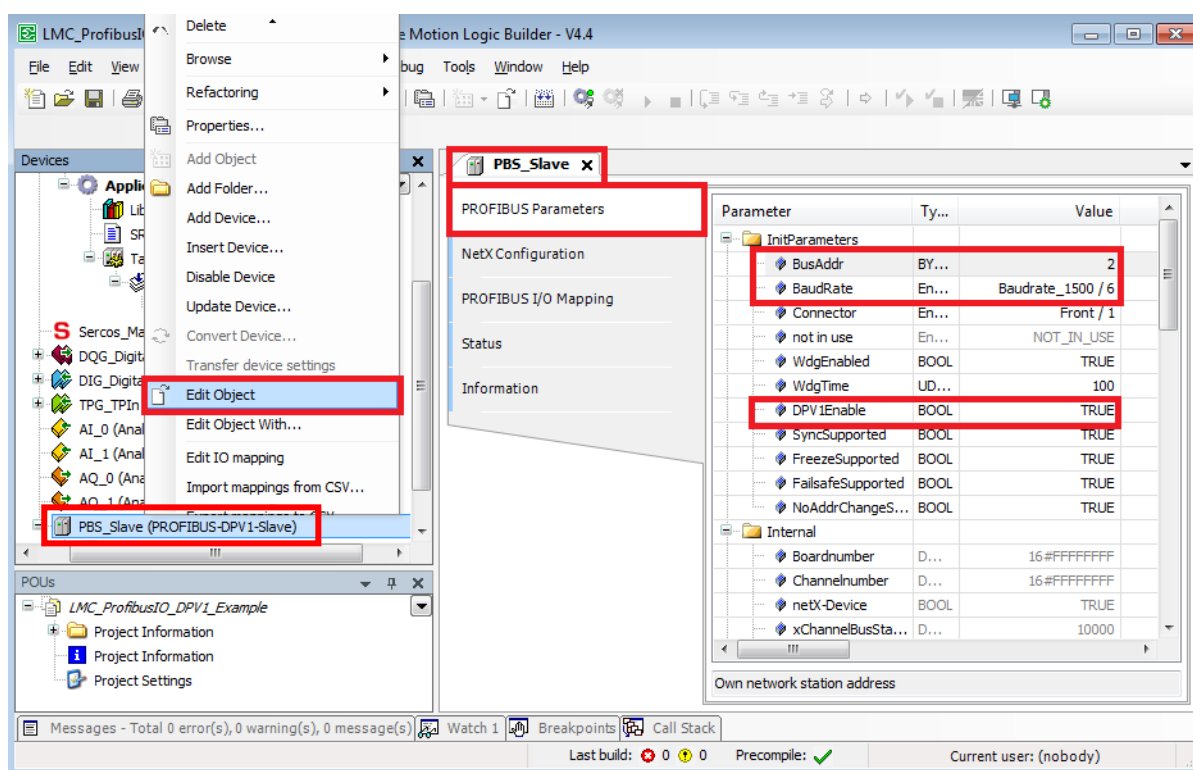 LMC_ProfibusI
e Motion Logic Builder - V4.4
File Edit View
bug Tools Window Help
Delete
Browse
Refactoring
Properties...
Add Object
Add Folder...
Add Device...
Insert Device...
Disable Device
Update Device...
Convert Device...
Transfer device settings
Edit Object
Edit Object With...
Edit IO mapping
Import mappings from CSV...
Devices
Appli
Lib
SR
Ta
Sercos_Ma
DQG_Digit
DIG_Digita
TPG_TPIn
AI_0 (Anal
AI_1 (Anal
AQ_0 (Ana
AQ_1 (Ana
PBS_Slave (PROFIBUS-DPV1-Slave)
POUs
LMC_ProfibusIO_DPV1_Example
Project Information
Project Information
Project Settings
PBS_Slave
PROFIBUS Parameters
NetX Configuration
PROFIBUS I/O Mapping
Status
Information
Parameter Ty... Value
InitParameters
BusAddr BY... 2
BaudRate En... Baudrate_1500 / 6
Connector En... Front / 1
not in use En... NOT_IN_USE
WdgEnabled BOOL TRUE
WdgTime UD... 100
DPV1Enable BOOL TRUE
SyncSupported BOOL TRUE
FreezeSupported BOOL TRUE
FailsafeSupported BOOL TRUE
NoAddrChangeS... BOOL TRUE
Internal
Boardnumber D... 16#FFFFFFFF
Channelnumber D... 16#FFFFFFFF
netX-Device BOOL TRUE
xChannelBusSta... D... 10000
Own network station address
Messages - Total 0 error(s), 0 warning(s), 0 message(s) Watch 1 Breakpoints Call Stack
Last build: 0 0 Precompile: Current user: (nobody)